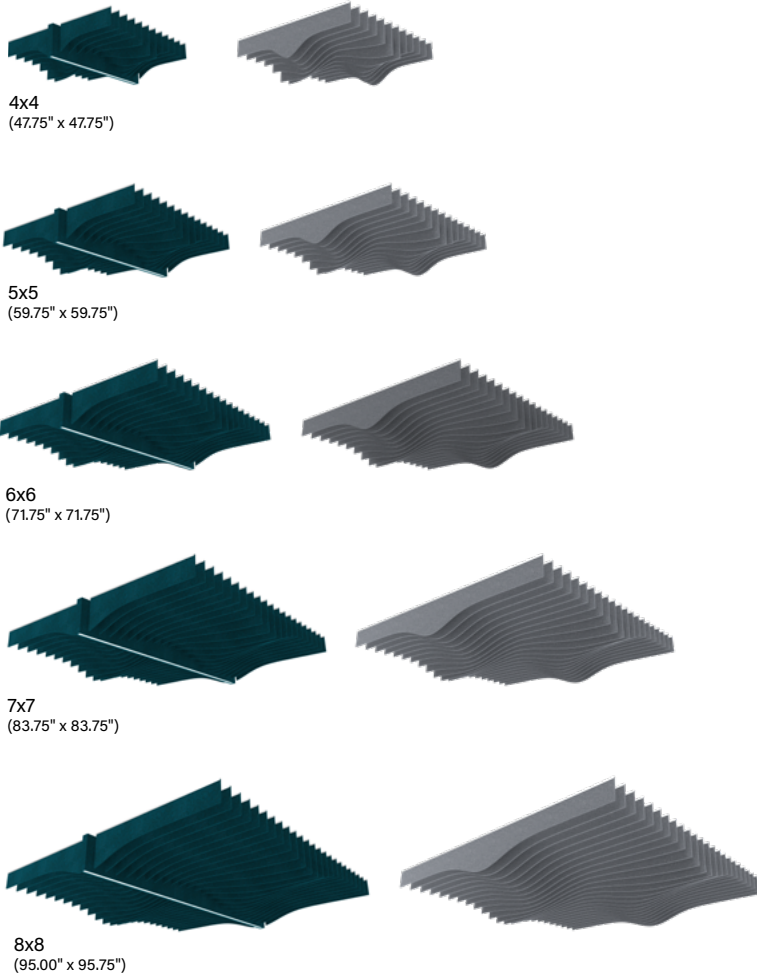 4x4
(47.75" x 47.75")
5x5
(59.75" x 59.75")
6x6
(71.75" x 71.75")
7x7
(83.75" x 83.75")
8x8
(95.00" x 95.75")